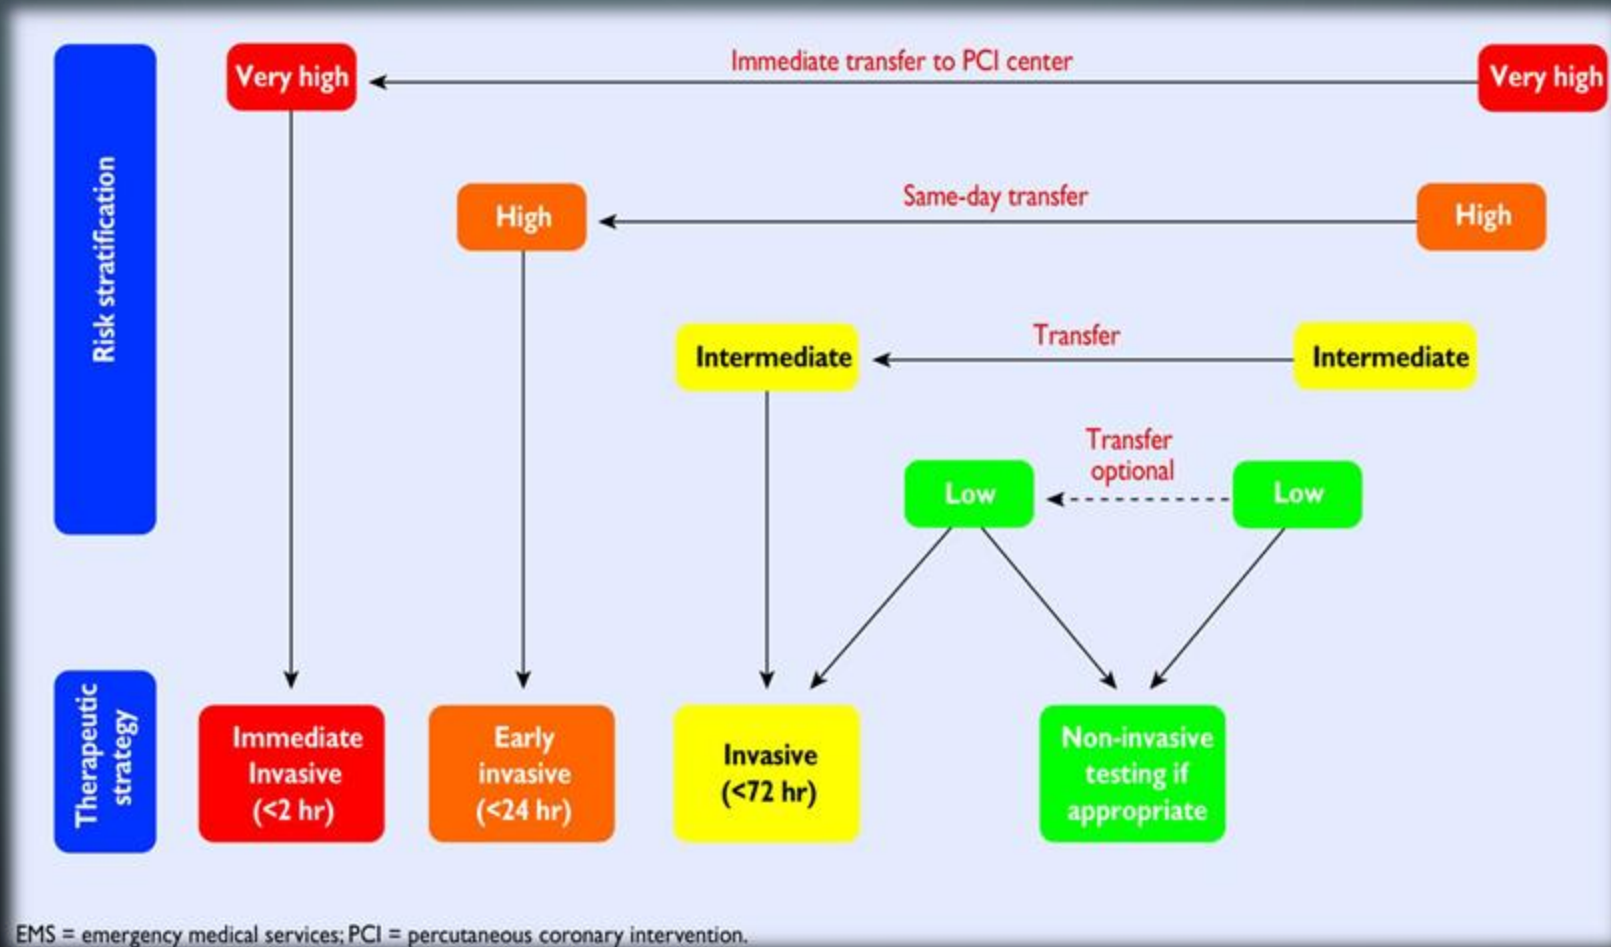 Risk stratification
Very high
Immediate transfer to PCI center
Very high
High
Same-day transfer
High
Intermediate
Transfer
Intermediate
Low
Transfer
optional
Low
Therapeutic
strategy
Immediate
Invasive
(<2 hr)
Early
invasive
(<24 hr)
Invasive
(<72 hr)
Non-invasive
testing if
appropriate
EMS = emergency medical services; PCI = percutaneous coronary intervention.